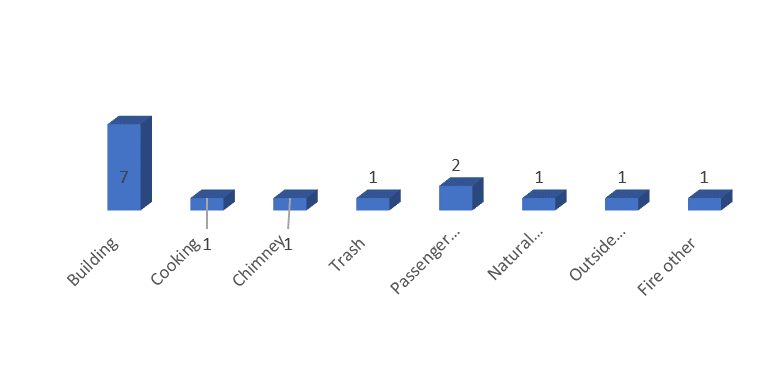 7
1
1
1
2
1
1
1
Building
Cooking
Chimney
Trash
Passenger...
Natural...
Outside...
Fire other